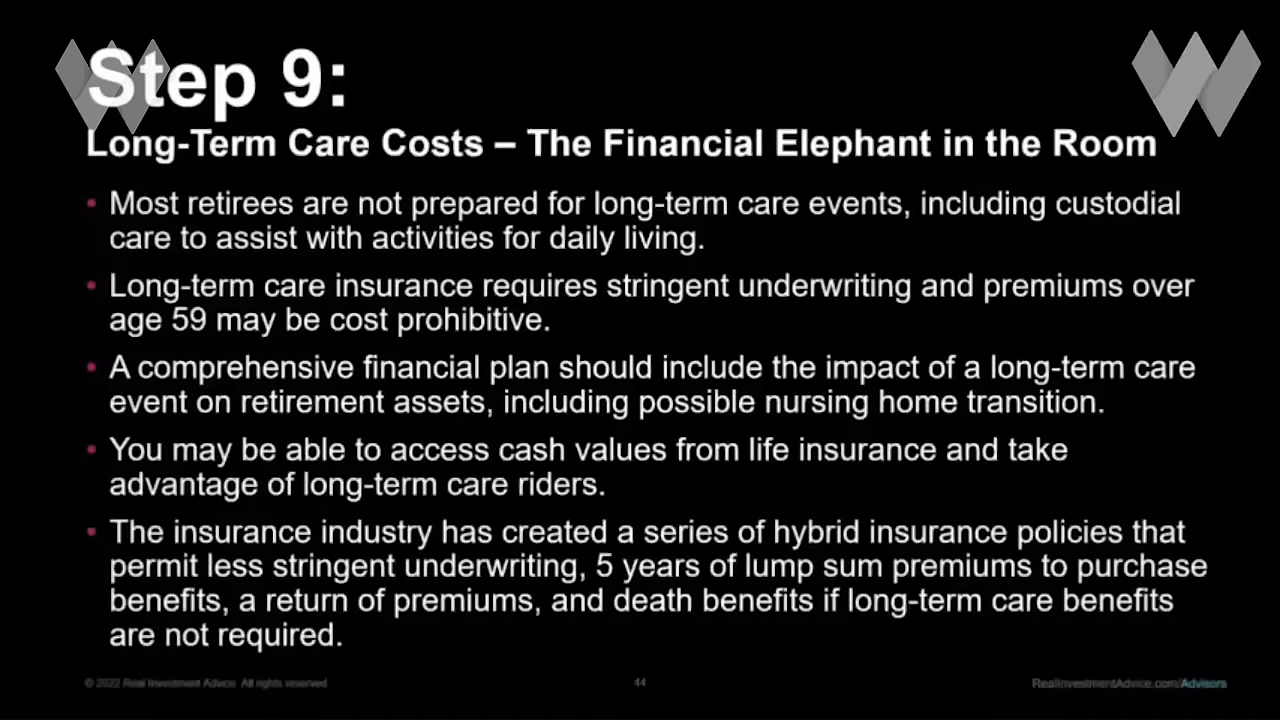 Step 9:
Long-Term Care Costs – The Financial Elephant in the Room
• Most retirees are not prepared for long-term care events, including custodial
care to assist with activities for daily living.
• Long-term care insurance requires stringent underwriting and premiums over
age 59 may be cost prohibitive.
• A comprehensive financial plan should include the impact of a long-term care
event on retirement assets, including possible nursing home transition.
• You may be able to access cash values from life insurance and take
advantage of long-term care riders.
• The insurance industry has created a series of hybrid insurance policies that
permit less stringent underwriting, 5 years of lump sum premiums to purchase
benefits, a return of premiums, and death benefits if long-term care benefits
are not required.
© 2022 Real Investment Advice. All rights reserved.
44
RealInvestmentAdvice.com/Advisors